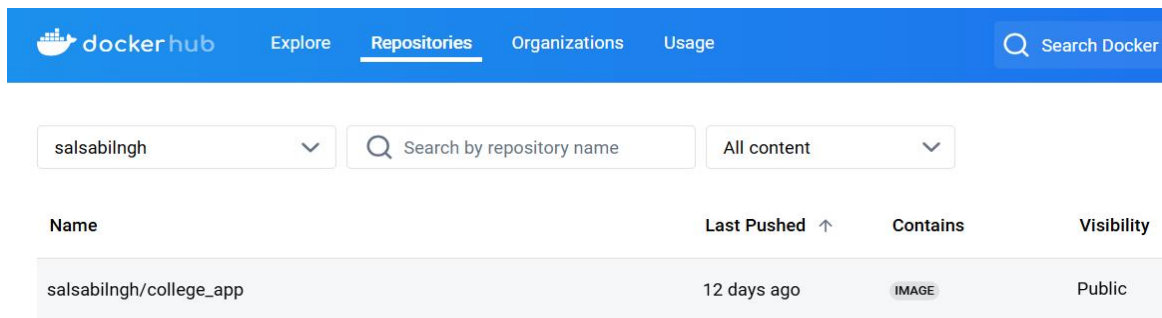 dockerhub Explore Repositories Organizations Usage Search Docker
salsabilngh Search by repository name All content
Name Last Pushed ↑ Contains Visibility
salsabilngh/college_app 12 days ago IMAGE Public